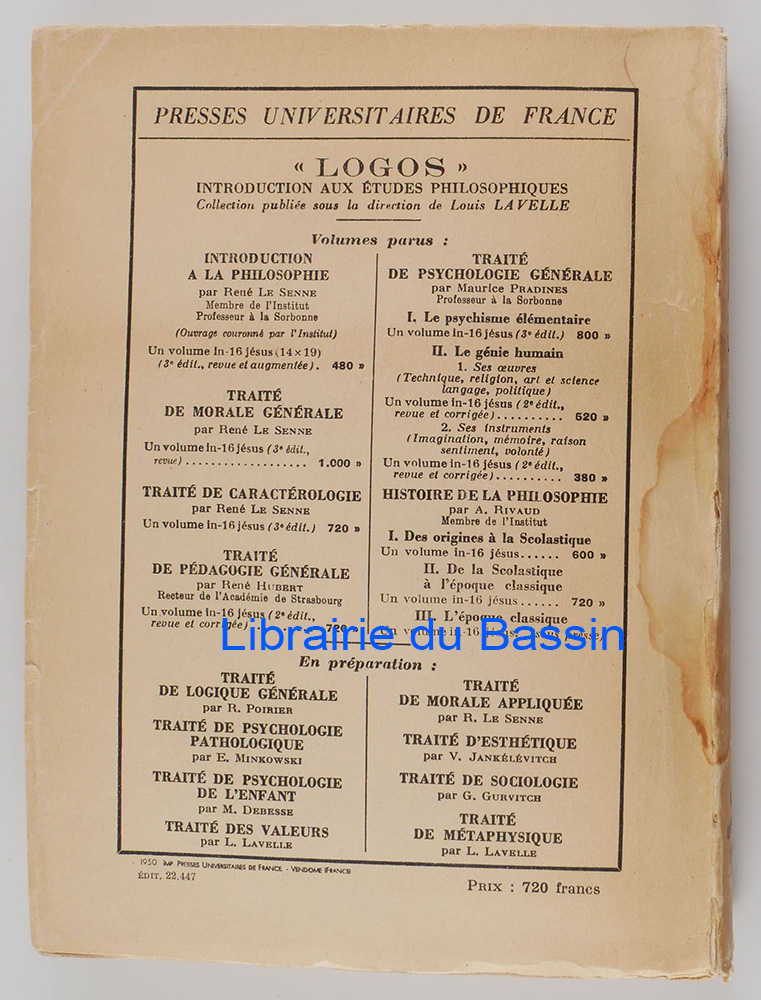 PRESSES UNIVERSITAIRES DE FRANCE
« LOGOS »
INTRODUCTION AUX ÉTUDES PHILOSOPHIQUES
Collection publiée sous la direction de Louis LAVELLE
Volumes parus :
INTRODUCTION
A LA PHILOSOPHIE
par René LE SENNE
Membre de l'Institut
Professeur à la Sorbonne
(Ouvrage couronné par l'Institut)
Un volume in-16 jésus (14 × 19)
(3e édit., revue et augmentée). 480 »
TRAITÉ
DE MORALE GÉNÉRALE
par René LE SENNE
Un volume in-16 jésus (3e édit.,
revue) ................... 1.000 »
TRAITÉ DE CARACTÉROLOGIE
par René LE SENNE
Un volume in-16 jésus (3e édit.) 720 »
TRAITÉ
DE PÉDAGOGIE GÉNÉRALE
par René HUBERT
Recteur de l'Académie de Strasbourg
Un volume in-16 jésus (2e édit.,
revue et corrigée) .......... 720 »
TRAITÉ
DE PSYCHOLOGIE GÉNÉRALE
par Maurice PRADINES
Professeur à la Sorbonne
I. Le psychisme élémentaire
Un volume in-16 jésus (3e édit.) 800 »
II. Le génie humain
1. Ses œuvres
(Technique, religion, art et science
langage, politique)
Un volume in-16 jésus (2e édit.,
revue et corrigée) .......... 520 »
2. Ses instruments
(Imagination, mémoire, raison
sentiment, volonté)
Un volume in-16 jésus (2e édit.,
revue et corrigée) .......... 380 »
HISTOIRE DE LA PHILOSOPHIE
par A. RIVAUD
Membre de l'Institut
I. Des origines à la Scolastique
Un volume in-16 jésus ...... 600 »
II. De la Scolastique
à l'époque classique
Un volume in-16 jésus ...... 720 »
III. L'époque classique
Un volume in-16 jésus. (sous presse)
Librairie du Bassin
En préparation :
TRAITÉ
DE LOGIQUE GÉNÉRALE
par R. POIRIER
TRAITÉ DE PSYCHOLOGIE
PATHOLOGIQUE
par E. MINKOWSKI
TRAITÉ DE PSYCHOLOGIE
DE L'ENFANT
par M. DEBESSE
TRAITÉ DES VALEURS
par L. LAVELLE
TRAITÉ
DE MORALE APPLIQUÉE
par R. LE SENNE
TRAITÉ D'ESTHÉTIQUE
par V. JANKÉLÉVITCH
TRAITÉ DE SOCIOLOGIE
par G. GURVITCH
TRAITÉ
DE MÉTAPHYSIQUE
par L. LAVELLE
1950 IMP PRESSES UNIVERSITAIRES DE FRANCE. - VENDOME (FRANCE)
ÉDIT. 22.447
PRIX : 720 francs